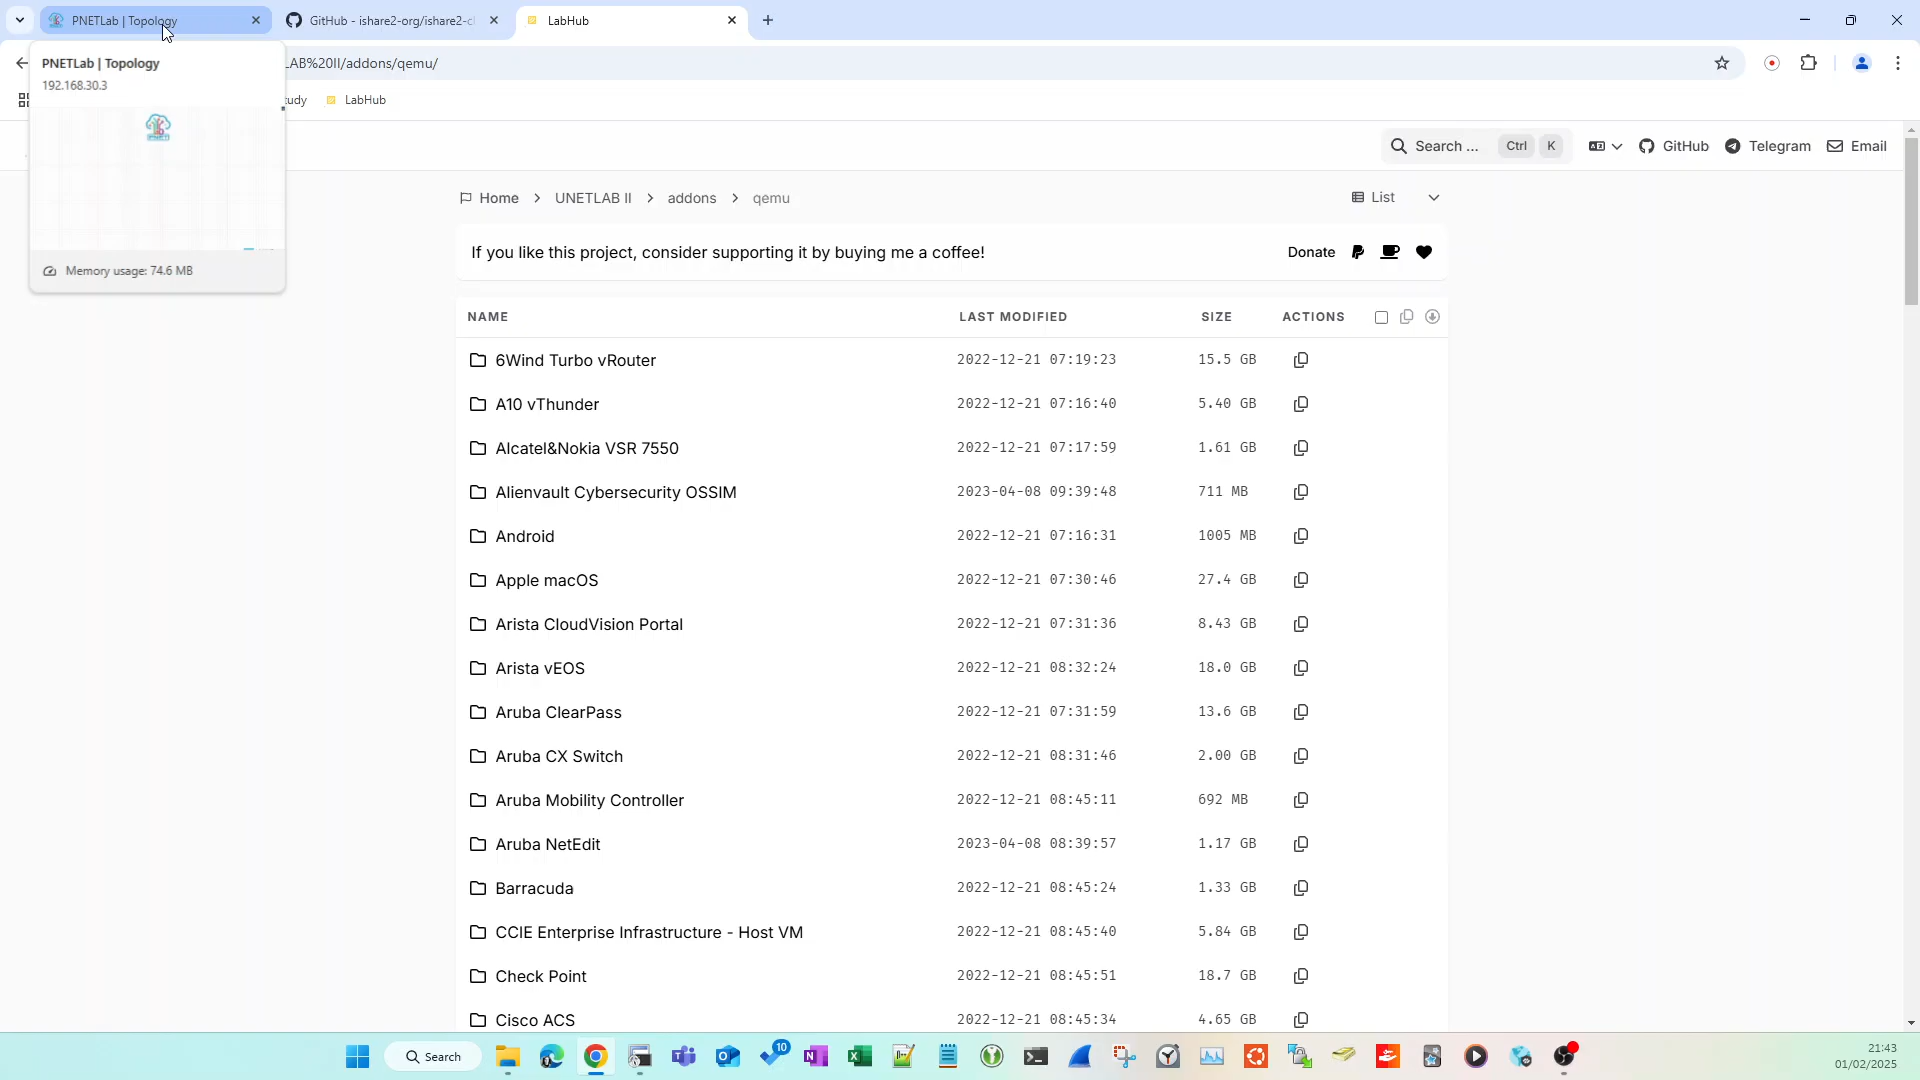 PNETLab | Topology
GitHub - ishare2-org/ishare2-cl
LabHub
LAB%20II/addons/qemu/
PNETLab | Topology
192.168.30.3
PNET
Memory usage: 74.6 MB
tudy
LabHub
Search ...
Ctrl
K
GitHub
Telegram
Email
Home
UNETLAB II
addons
qemu
List
If you like this project, consider supporting it by buying me a coffee!
Donate
NAME LAST MODIFIED SIZE ACTIONS
6Wind Turbo vRouter 2022-12-21 07:19:23 15.5 GB
A10 vThunder 2022-12-21 07:16:40 5.40 GB
Alcatel&Nokia VSR 7550 2022-12-21 07:17:59 1.61 GB
Alienvault Cybersecurity OSSIM 2023-04-08 09:39:48 711 MB
Android 2022-12-21 07:16:31 1005 MB
Apple macOS 2022-12-21 07:30:46 27.4 GB
Arista CloudVision Portal 2022-12-21 07:31:36 8.43 GB
Arista vEOS 2022-12-21 08:32:24 18.0 GB
Aruba ClearPass 2022-12-21 07:31:59 13.6 GB
Aruba CX Switch 2022-12-21 08:31:46 2.00 GB
Aruba Mobility Controller 2022-12-21 08:45:11 692 MB
Aruba NetEdit 2023-04-08 08:39:57 1.17 GB
Barracuda 2022-12-21 08:45:24 1.33 GB
CCIE Enterprise Infrastructure - Host VM 2022-12-21 08:45:40 5.84 GB
Check Point 2022-12-21 08:45:51 18.7 GB
Cisco ACS 2022-12-21 08:45:34 4.65 GB
Search
10
21:43
01/02/2025